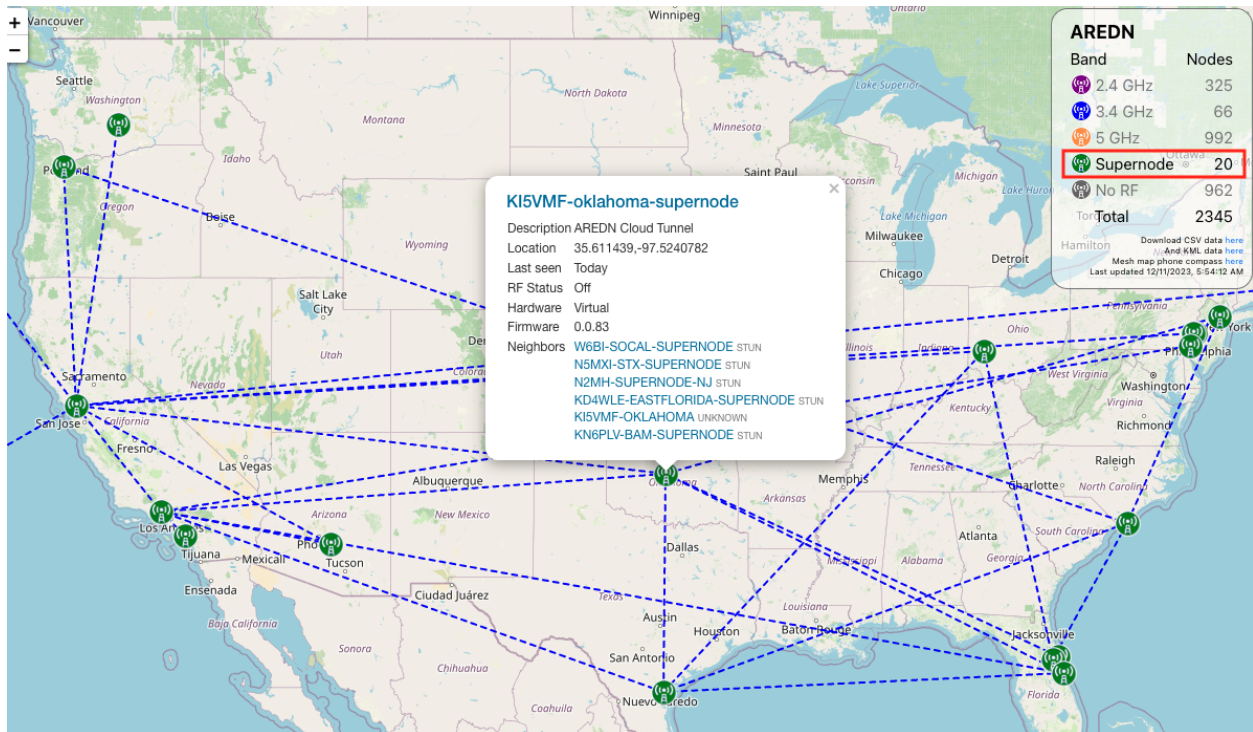 +
−
Vancouver
Winnipeg
Ontario
Seattle
Washington
North Dakota
Montana
Lake Superior
Minnesota
Idaho
Oregon
Saint Paul
Michigan
Lake Huron
Boise
Wyoming
Lake Michigan
Milwaukee
Detroit
Chicago
Salt Lake
City
Utah
Nevada
Sacramento
San Jose
California
Fresno
Las Vegas
Ohio
Indiana
Illinois
Pennsylvania
West Virginia
Washington
Virginia
Kentucky
Richmond
Albuquerque
Arizona
New Mexico
Oklahoma
Arkansas
Memphis
Tennessee
Raleigh
Charlotte
North Carolina
South Carolina
Atlanta
Georgia
Alabama
Mississippi
Los Angeles
Tijuana
Mexicali
Tucson
Ensenada
Baja California
Sonora
Chihuahua
Coahuila
Ciudad Juárez
Dallas
Texas
Austin
Houston
San Antonio
Nuevo Laredo
Louisiana
Baton Rouge
Jacksonville
Florida
KI5VMF-oklahoma-supernode
×
Description AREDN Cloud Tunnel
Location 35.611439,-97.5240782
Last seen Today
RF Status Off
Hardware Virtual
Firmware 0.0.83
Neighbors W6BI-SOCAL-SUPERNODE STUN
N5MXI-STX-SUPERNODE STUN
N2MH-SUPERNODE-NJ STUN
KD4WLE-EASTFLORIDA-SUPERNODE STUN
KI5VMF-OKLAHOMA UNKNOWN
KN6PLV-BAM-SUPERNODE STUN
AREDN
Band Nodes
2.4 GHz 325
3.4 GHz 66
5 GHz 992
Supernode 20
No RF 962
Total 2345
Hamilton
Download CSV data here
And KML data here
Mesh map phone compass here
Last updated 12/11/2023, 5:54:12 AM